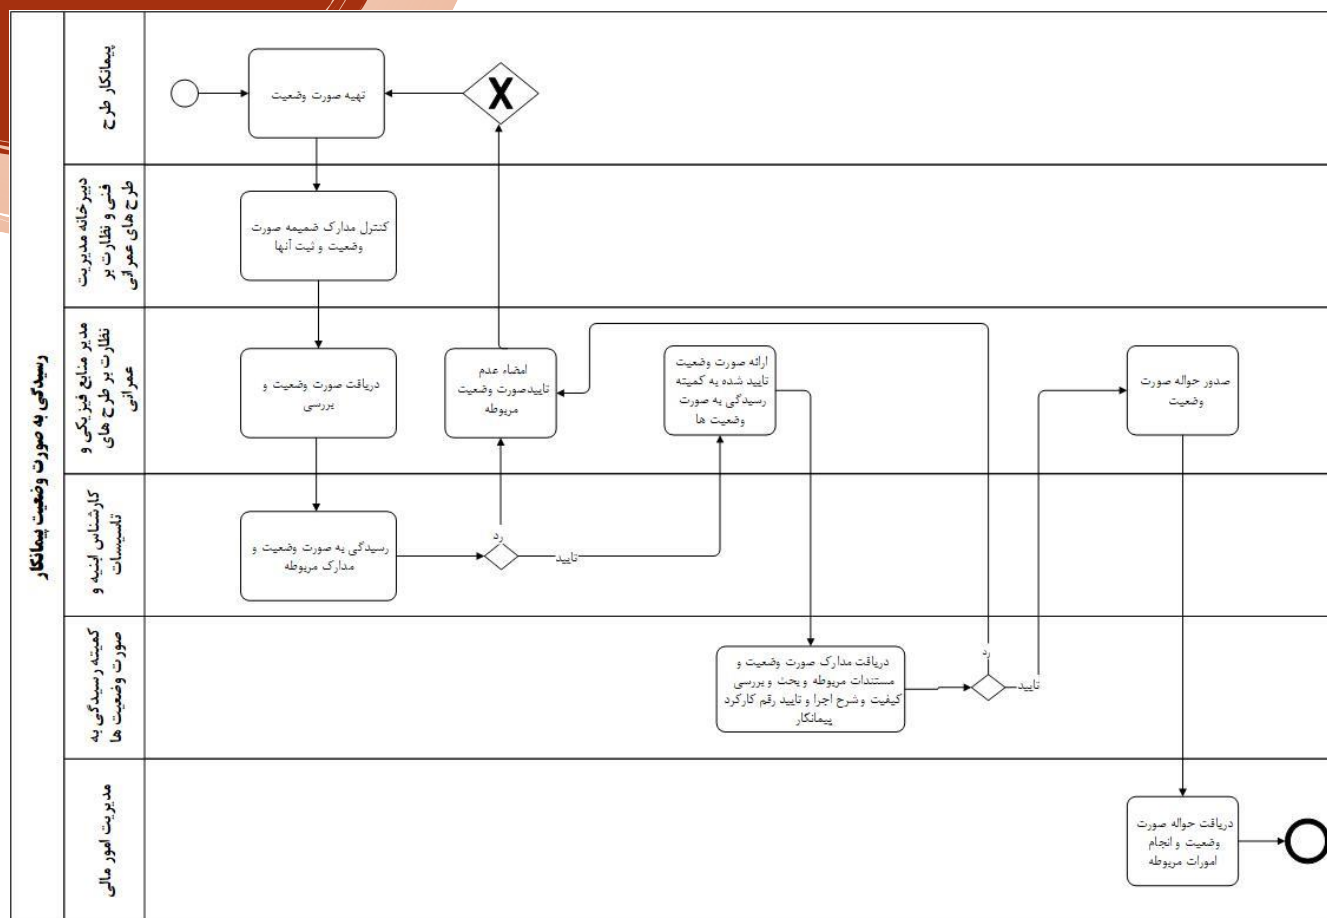 رسیدگی به صورت وضعیت پیمانکار
پیمانکار طرح
تهیه صورت وضعیت
X
دبیرخانه مدیریت
فنی و نظارت بر
طرح های عمرانی
کنترل مدارک ضمیمه صورت
وضعیت و ثبت آنها
مدیر منابع فیزیکی و
نظارت بر طرح های
عمرانی
دریافت صورت وضعیت و
بررسی
امضاء عدم
تاییدصورت وضعیت
مربوطه
ارائه صورت وضعیت
تایید شده به کمیته
رسیدگی به صورت
وضعیت ها
صدور حواله صورت
وضعیت
کارشناس ابنیه و
تاسیسات
رسیدگی به صورت وضعیت و
مدارک مربوطه
رد
تایید
کمیته رسیدگی به
صورت وضعیت ها
دریافت مدارک صورت وضعیت و
مستندات مربوطه و بحث و بررسی
کیفیت و شرح اجرا و تایید رقم کارکرد
پیمانکار
رد
تایید
مدیریت امور مالی
دریافت حواله صورت
وضعیت و انجام
امورات مربوطه